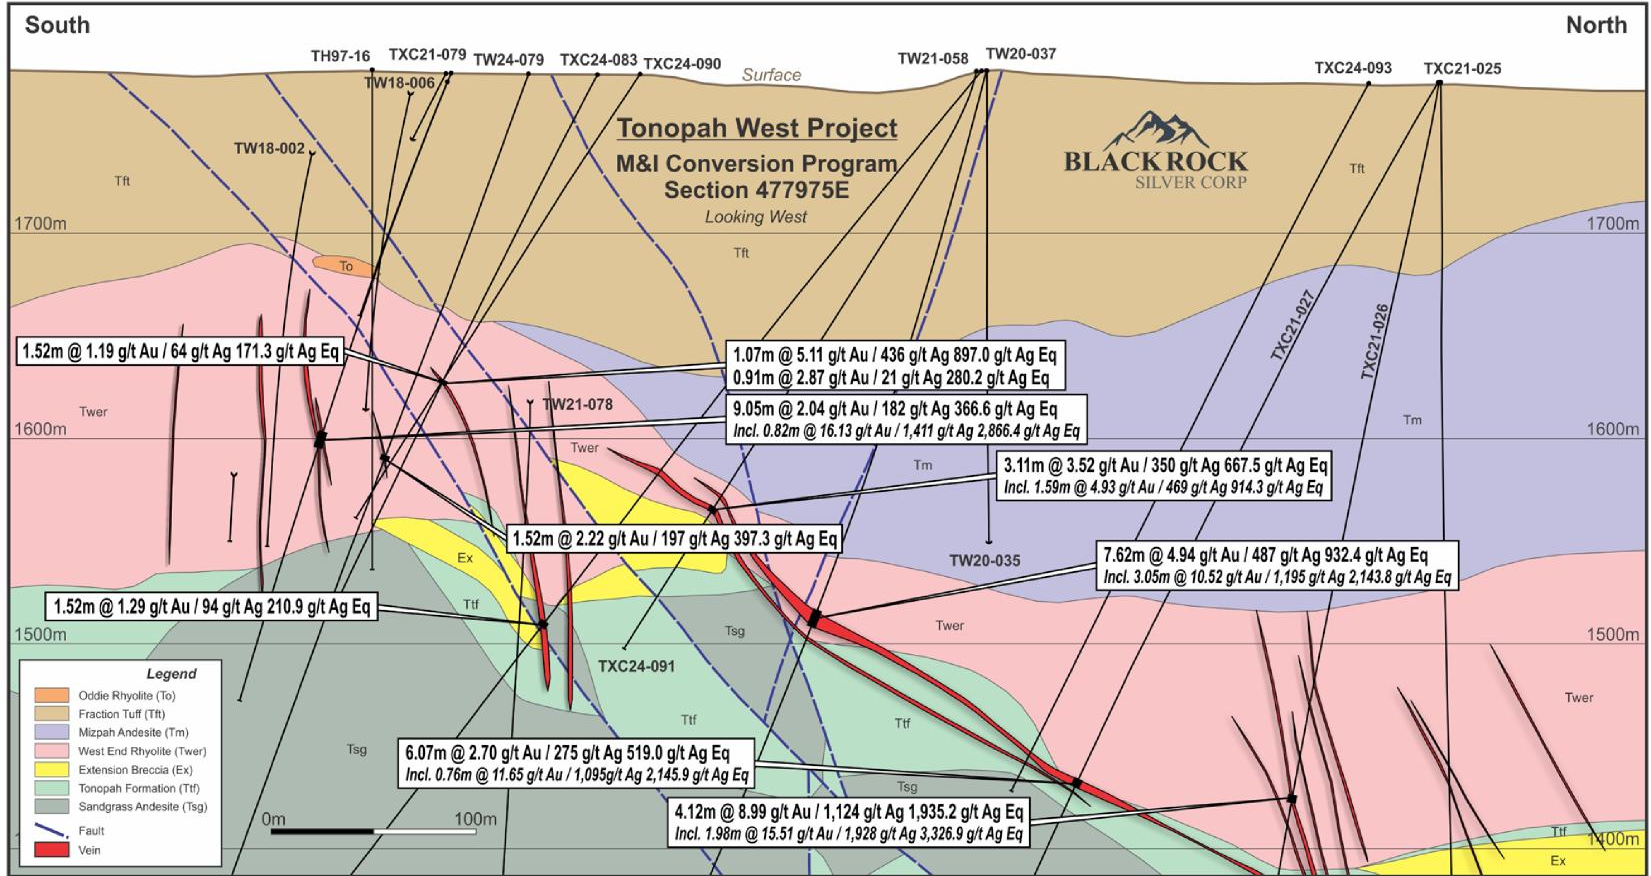 South
North
TH97-16
TXC21-079
TW24-079
TXC24-083
TXC24-090
TW21-058
TW20-037
TXC24-093
TXC21-025
Surface
TW18-006
Tonopah West Project
M&I Conversion Program
Section 477975E
Looking West
BLACKROCK
SILVER CORP
TW18-002
Tft
Tft
Tft
1700m
1700m
To
TXC21-027
TXC21-026
1.52m @ 1.19 g/t Au / 64 g/t Ag 171.3 g/t Ag Eq
1.07m @ 5.11 g/t Au / 436 g/t Ag 897.0 g/t Ag Eq
0.91m @ 2.87 g/t Au / 21 g/t Ag 280.2 g/t Ag Eq
9.05m @ 2.04 g/t Au / 182 g/t Ag 366.6 g/t Ag Eq
Incl. 0.82m @ 16.13 g/t Au / 1,411 g/t Ag 2,866.4 g/t Ag Eq
TW21-078
Twer
1600m
1600m
Tm
Twer
Tm
3.11m @ 3.52 g/t Au / 350 g/t Ag 667.5 g/t Ag Eq
Incl. 1.59m @ 4.93 g/t Au / 469 g/t Ag 914.3 g/t Ag Eq
1.52m @ 2.22 g/t Au / 197 g/t Ag 397.3 g/t Ag Eq
Ex
TW20-035
7.62m @ 4.94 g/t Au / 487 g/t Ag 932.4 g/t Ag Eq
Incl. 3.05m @ 10.52 g/t Au / 1,195 g/t Ag 2,143.8 g/t Ag Eq
1.52m @ 1.29 g/t Au / 94 g/t Ag 210.9 g/t Ag Eq
Ttf
Tsg
Twer
1500m
1500m
TXC24-091
Twer
Legend
Oddie Rhyolite (To)
Fraction Tuff (Tft)
Mizpah Andesite (Tm)
West End Rhyolite (Twer)
Extension Breccia (Ex)
Tonopah Formation (Ttf)
Sandgrass Andesite (Tsg)
Fault
Vein
Ttf
Ttf
Tsg
6.07m @ 2.70 g/t Au / 275 g/t Ag 519.0 g/t Ag Eq
Incl. 0.76m @ 11.65 g/t Au / 1,095g/t Ag 2,145.9 g/t Ag Eq
Tsg
4.12m @ 8.99 g/t Au / 1,124 g/t Ag 1,935.2 g/t Ag Eq
Incl. 1.98m @ 15.51 g/t Au / 1,928 g/t Ag 3,326.9 g/t Ag Eq
0m
100m
Ttf
1400m
Ex